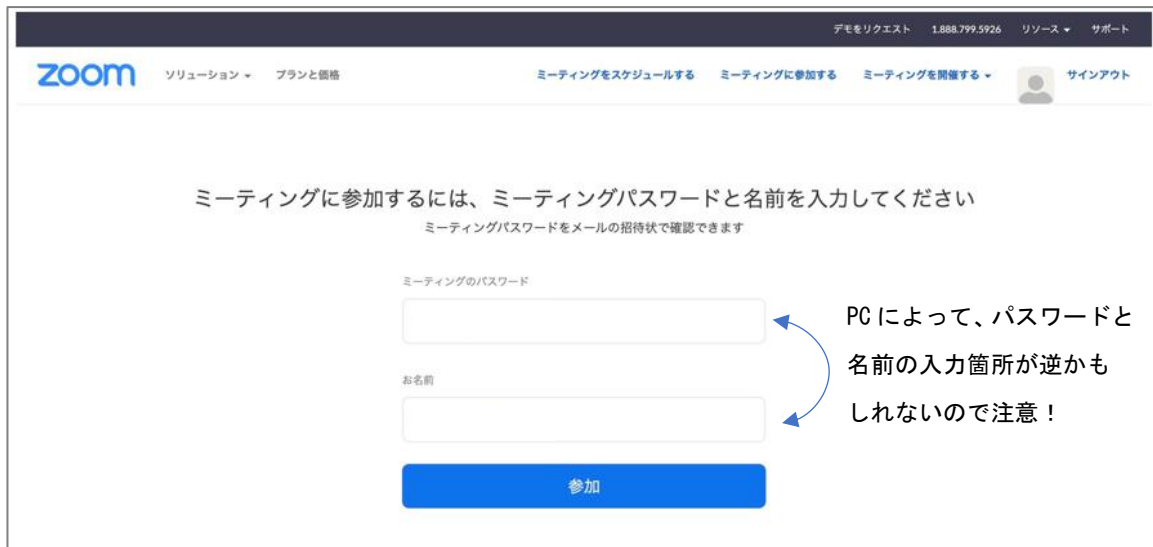 デモをリクエスト 1.888.799.5926 リソース サポート
zoom ソリューション プランと価格 ミーティングをスケジュールする ミーティングに参加する ミーティングを開催する サインアウト
ミーティングに参加するには、ミーティングパスワードと名前を入力してください
ミーティングパスワードをメールの招待状で確認できます
ミーティングのパスワード
お名前
参加
PCによって、パスワードと
名前の入力箇所が逆かも
しれないので注意！